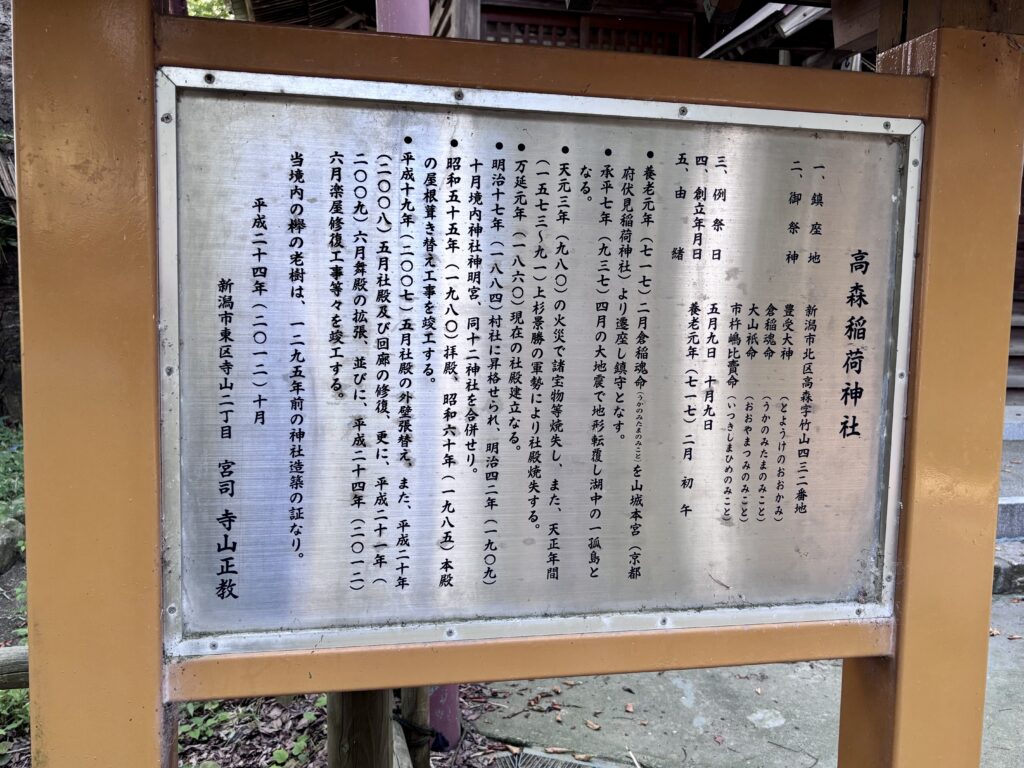 高森稲荷神社
一、鎮座地　新潟市北区高森字竹山四三二番地
二、御祭神　豊受大神（とようけのおおかみ）
倉稲魂命（うかのみたまのみこと）
大山祇命（おおやまつみのみこと）
市杵嶋比賣命（いつきしまひめのみこと）
三、例祭日　五月九日　十月九日
四、創立年月日　養老元年（七一七）二月　初　午
五、由　緒
●養老元年（七一七）二月倉稲魂命（うかのみたまのみこと）を山城本宮（京都
府伏見稲荷神社）より遷座し鎮守となす。
●承平七年（九三七）四月の大地震で地形転覆し湖中の一孤島と
なる。
●天元三年（九八〇）の火災で諸宝物等焼失し、また、天正年間
（一五七三～九一）上杉景勝の軍勢により社殿焼失する。
●万延元年（一八六〇）現在の社殿建立なる。
●明治十七年（一八八四）村社に昇格せられ、明治四二年（一九〇九）
十月境内神社神明宮、同十二神社を合併せり。
●昭和五十五年（一九八〇）拝殿、昭和六十年（一九八五）本殿
の屋根葺き替え工事を竣工する。
●平成十九年（二〇〇七）五月社殿の外壁張替え、また、平成二十年
（二〇〇八）五月社殿及び回廊の修復、更に、平成二十一年（
二〇〇九）六月舞殿の拡張、並びに、平成二十四年（二〇一二）
六月楽屋修復工事等々を竣工する。
当境内の欅の老樹は、一二九五年前の神社造築の証なり。
平成二十四年（二〇一二）十月
新潟市東区寺山二丁目　宮司　寺山正教